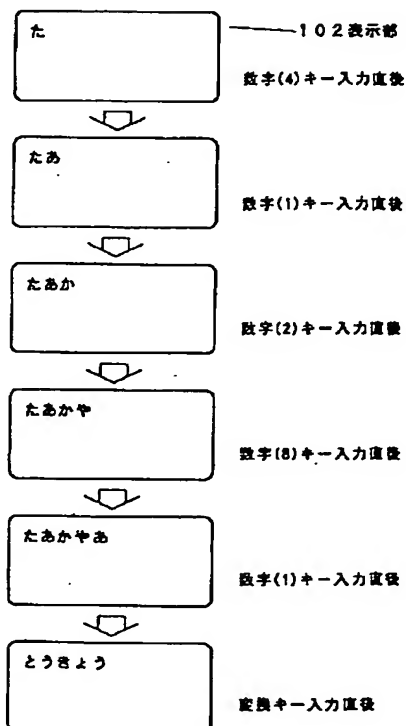 た
102表示部
数字(4)キー入力直後
たあ
数字(1)キー入力直後
たあか
数字(2)キー入力直後
たあかや
数字(8)キー入力直後
たあかやあ
数字(1)キー入力直後
とうきょう
変換キー入力直後